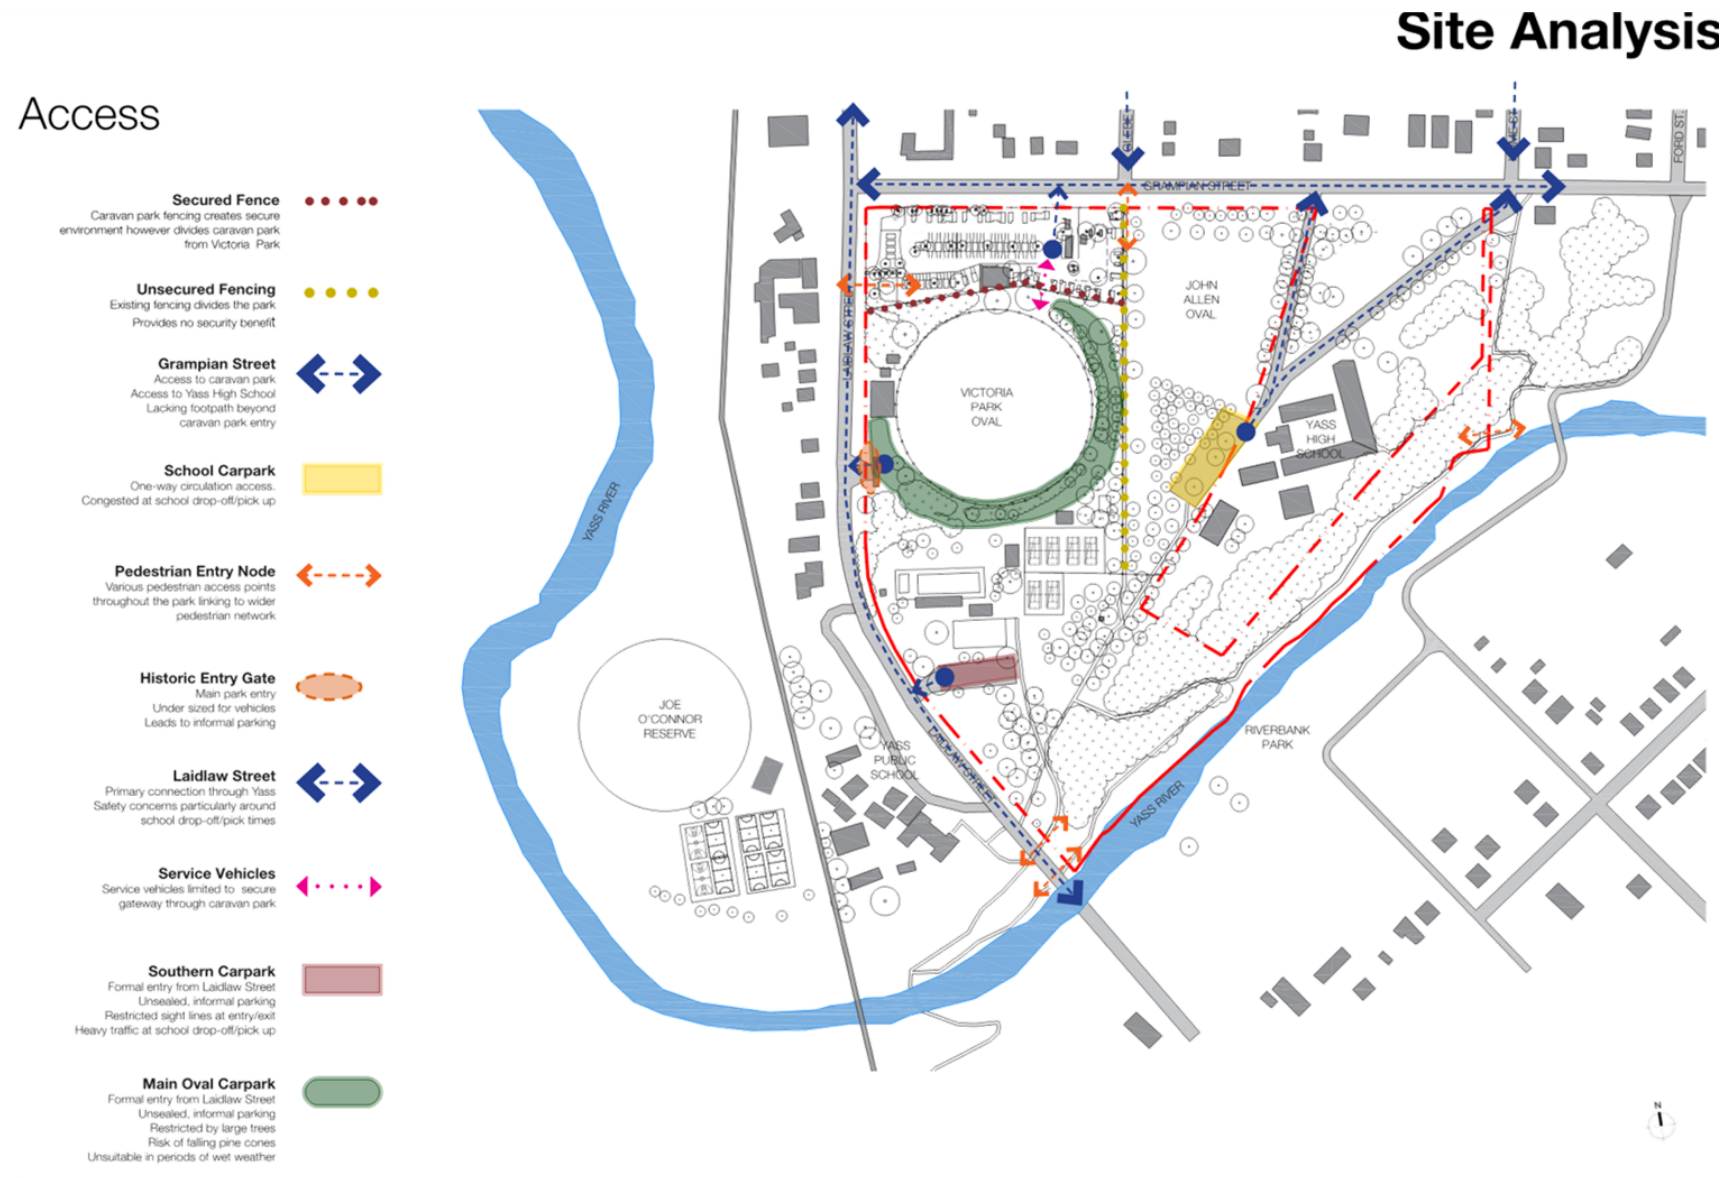 Site Analysis
Access
Secured Fence
Caravan park fencing creates secure
environment however divides caravan park
from Victoria Park
Unsecured Fencing
Existing fencing divides the park
Provides no security benefit
Grampian Street
Access to caravan park
Access to Yass High School
Lacking footpath beyond
caravan park entry
School Carpark
One-way circulation access.
Congested at school drop-off/pick up
Pedestrian Entry Node
Various pedestrian access points
throughout the park linking to wider
pedestrian network
Historic Entry Gate
Main park entry
Under sized for vehicles
Leads to informal parking
Laidlaw Street
Primary connection through Yass
Safety concerns particularly around
school drop-off/pick times
Service Vehicles
Service vehicles limited to secure
gateway through caravan park
Southern Carpark
Formal entry from Laidlaw Street
Unsealed, informal parking
Restricted sight lines at entry/exit
Heavy traffic at school drop-off/pick up
Main Oval Carpark
Formal entry from Laidlaw Street
Unsealed, informal parking
Restricted by large trees
Risk of falling pine cones
Unsuitable in periods of wet weather
FORD ST.
GRAMPIAN STREET
JOHN
ALLEN
OVAL
VICTORIA
PARK
OVAL
YASS
HIGH
SCHOOL
YASS RIVER
JOE
O'CONNOR
RESERVE
YASS
PUBLIC
SCHOOL
RIVERBANK
PARK
YASS RIVER
N